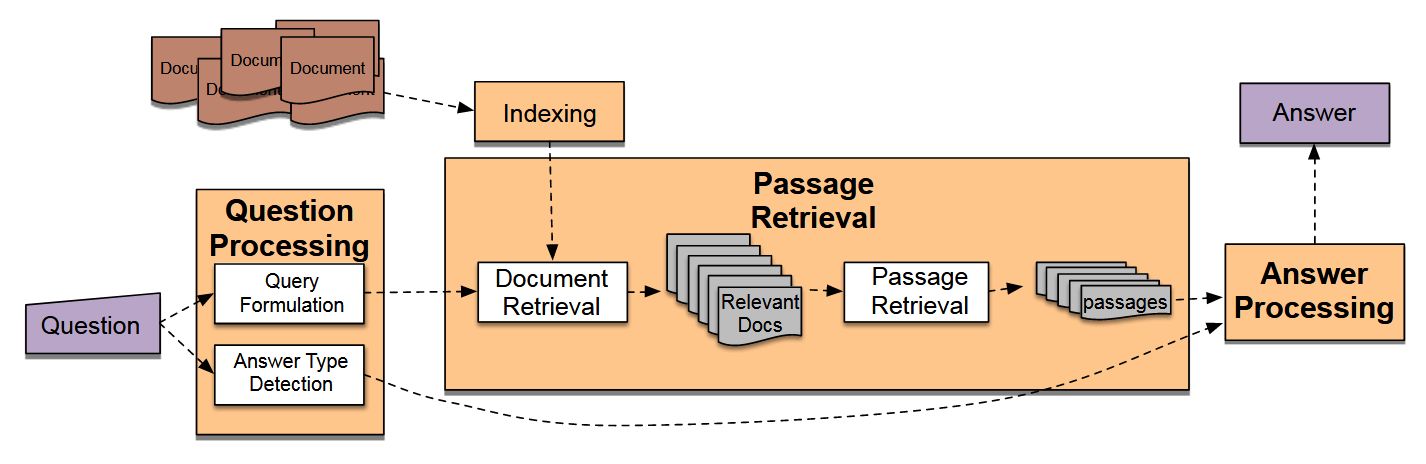 Document
Indexing
Answer
Passage
Retrieval
Question
Processing
Query
Formulation
Document
Retrieval
Relevant
Docs
Passage
Retrieval
passages
Answer
Processing
Question
Answer Type
Detection